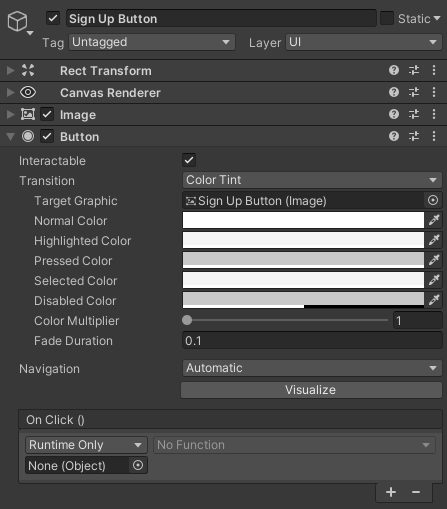 Sign Up Button Static
Tag Untagged Layer UI
Rect Transform
Canvas Renderer
Image
Button
Interactable
Transition Color Tint
Target Graphic Sign Up Button (Image)
Normal Color
Highlighted Color
Pressed Color
Selected Color
Disabled Color
Color Multiplier 1
Fade Duration 0.1
Navigation Automatic
Visualize
On Click ()
Runtime Only No Function
None (Object)
+ −